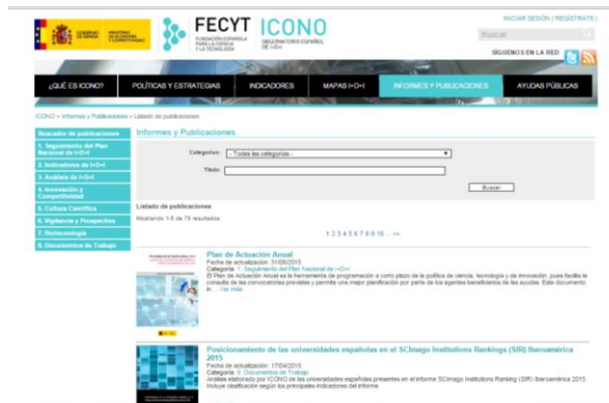 GOBIERNO DE ESPAÑA
MINISTERIO DE ECONOMÍA Y COMPETITIVIDAD
FECYT
FUNDACIÓN ESPAÑOLA PARA LA CIENCIA Y LA TECNOLOGÍA
ICONO
OBSERVATORIO ESPAÑOL DE I+D+I
INICIAR SESIÓN | REGÍSTRATE |
Buscar
SÍGUENOS EN LA RED
¿QUÉ ES ICONO?
POLÍTICAS Y ESTRATEGIAS
INDICADORES
MAPAS I+D+I
INFORMES Y PUBLICACIONES
AYUDAS PÚBLICAS
ICONO » Informes y Publicaciones » Listado de publicaciones
Buscador de publicaciones
1. Seguimiento del Plan
Nacional de I+D+I
2. Indicadores de I+D+I
3. Análisis de I+D+I
4. Innovación y
Competitividad
5. Cultura Científica
6. Vigilancia y Prospectiva
7. Biotecnología
8. Documentos de Trabajo
Informes y Publicaciones
Categorías: - Todas las categorías -
Título:
Buscar
Listado de publicaciones
Mostrando 1-5 de 78 resultados
1 2 3 4 5 6 7 8 9 10 ... »»
Plan de Actuación Anual
Fecha de actualización: 31/08/2015
Categoría: 1. Seguimiento del Plan Nacional de I+D+I
El Plan de Actuación Anual es la herramienta de programación a corto plazo de la política de ciencia, tecnología y de innovación, pues facilita la
consulta de las convocatorias previstas y permite una mejor planificación por parte de los agentes beneficiarios de las ayudas. Este documento
in ... Ver más
Posicionamiento de las universidades españolas en el SCImago Institutions Rankings (SIR) Iberoamérica
2015
Fecha de actualización: 17/04/2015
Categoría: 8. Documentos de Trabajo
Análisis elaborado por ICONO de las universidades españolas presentes en el informe SCImago Institutions Ranking (SIR) Iberoamérica 2015.
Incluye clasificación según los principales indicadores del informe.